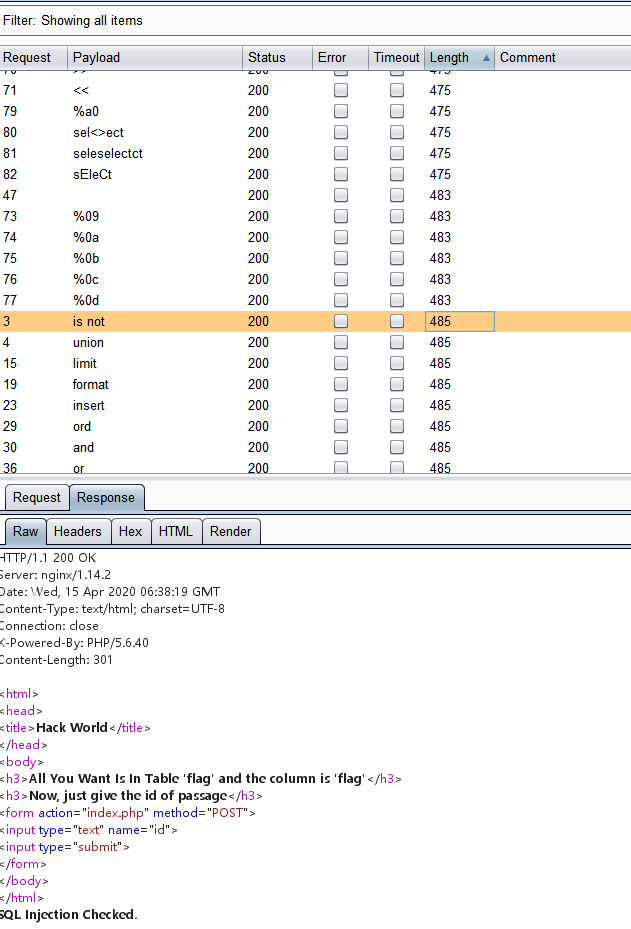 Filter: Showing all items
Request Payload Status Error Timeout Length Comment
70 >> 200 475
71 << 200 475
79 %a0 200 475
80 sel<>ect 200 475
81 seleselectct 200 475
82 sEleCt 200 475
47 200 483
73 %09 200 483
74 %0a 200 483
75 %0b 200 483
76 %0c 200 483
77 %0d 200 483
3 is not 200 485
4 union 200 485
15 limit 200 485
19 format 200 485
23 insert 200 485
29 ord 200 485
30 and 200 485
36 or 200 485
Request Response
Raw Headers Hex HTML Render
HTTP/1.1 200 OK
Server: nginx/1.14.2
Date: Wed, 15 Apr 2020 06:38:19 GMT
Content-Type: text/html; charset=UTF-8
Connection: close
X-Powered-By: PHP/5.6.40
Content-Length: 301
<html>
<head>
<title>Hack World</title>
</head>
<body>
<h3>All You Want Is In Table 'flag' and the column is 'flag'</h3>
<h3>Now, just give the id of passage</h3>
<form action="index.php" method="POST">
<input type="text" name="id">
<input type="submit">
</form>
</body>
</html>
SQL Injection Checked.